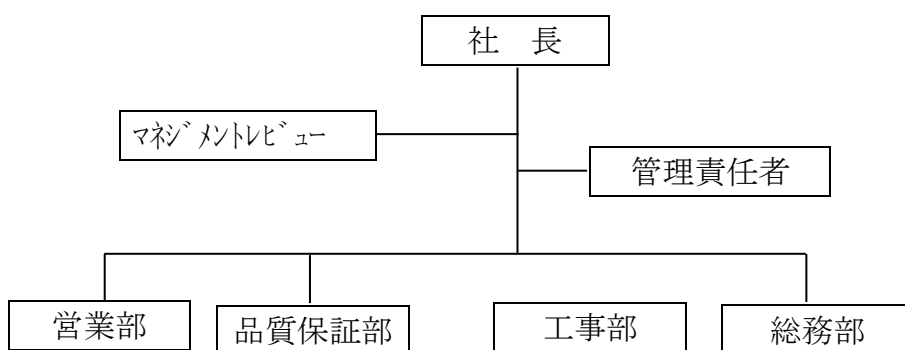 社　長
ﾏﾈｼﾞﾒﾝﾄﾚﾋﾞｭｰ
管理責任者
営業部
品質保証部
工事部
総務部